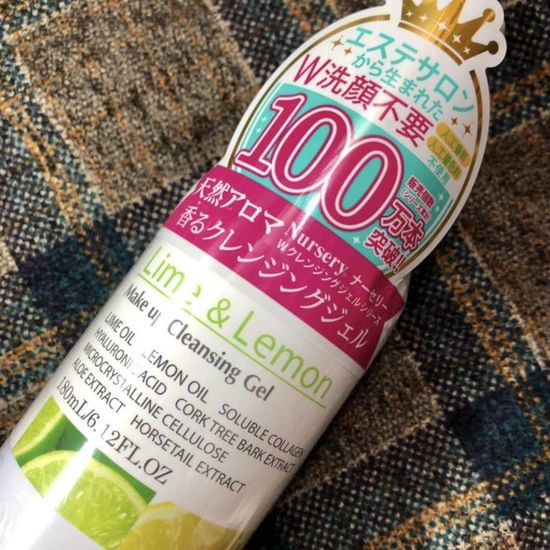 エステサロン
から生まれた
W洗顔不要
100
万本
突破!!
天然アロマ
香るクレンジングジェル
Nursery ナーセリー
Wクレンジングジェルシリーズ
Lime & Lemon
Make up Cleansing Gel
LIME OIL LEMON OIL SOLUBLE COLLAGEN
HYALURONIC ACID CORK TREE BARK EXTRACT
MICROCRYSTALLINE CELLULOSE
ALOE EXTRACT HORSETAIL EXTRACT
180mL/6.12FL.OZ